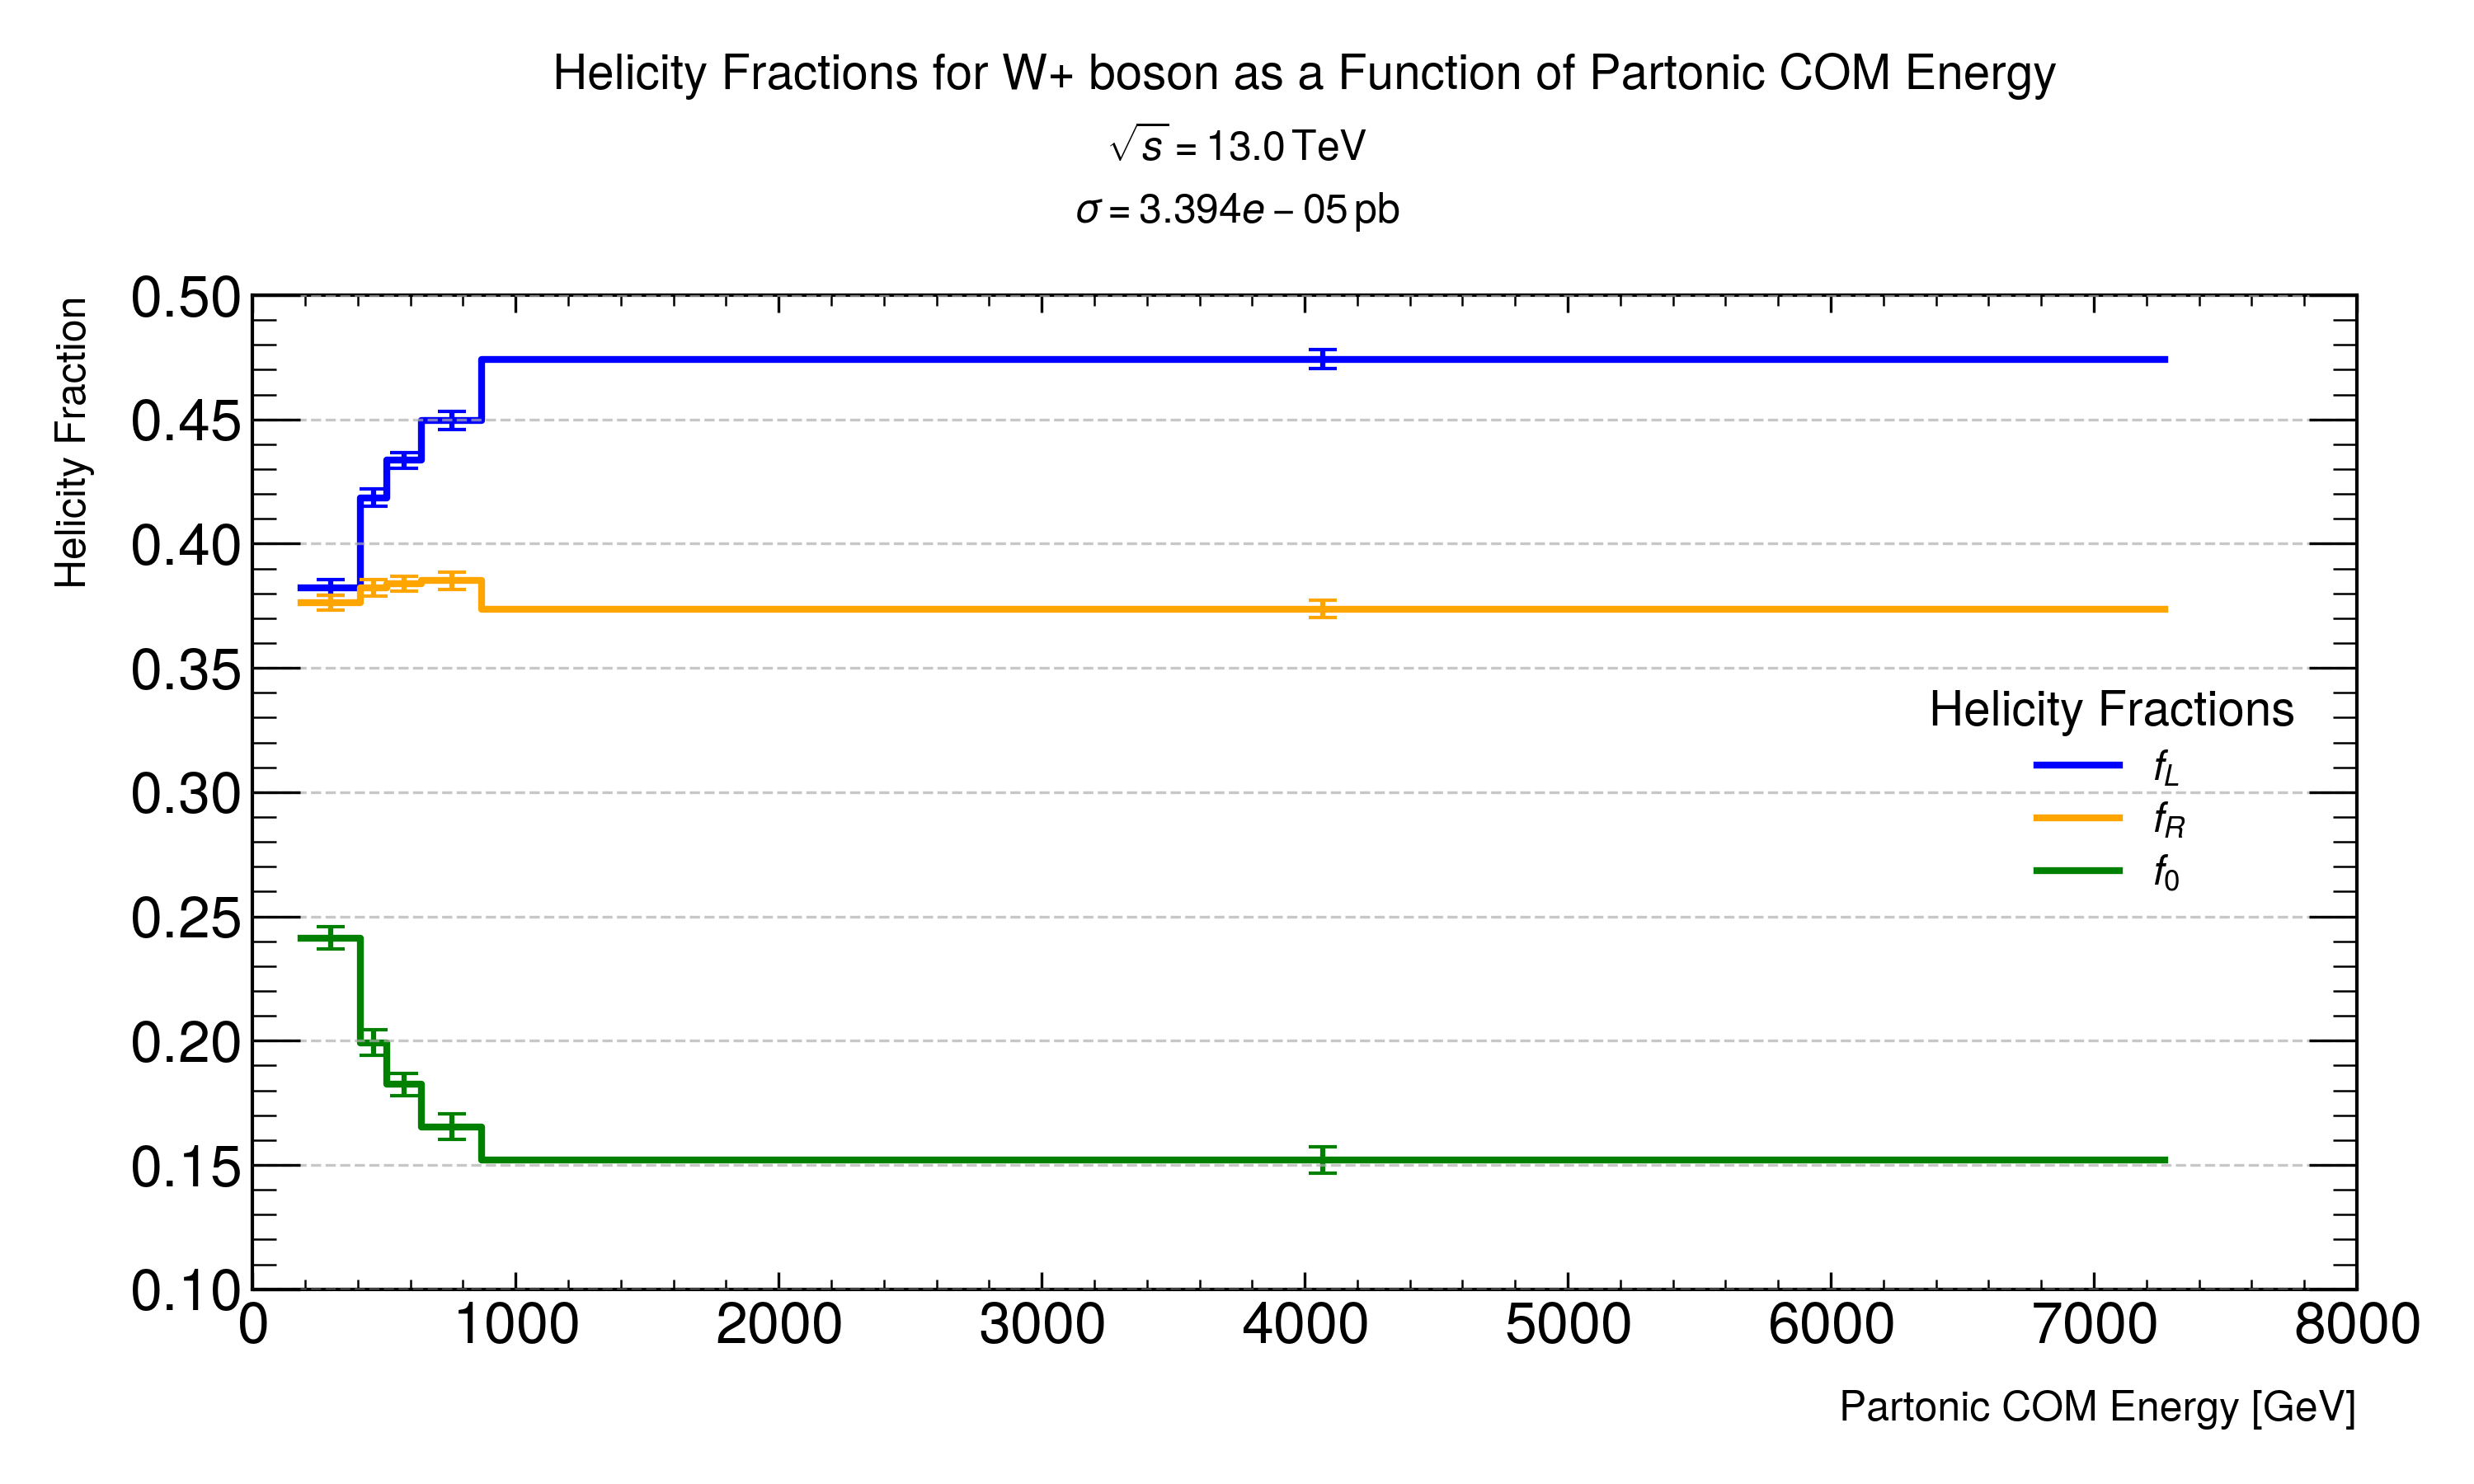 Helicity Fractions for W+ boson as a Function of Partonic COM Energy
√s = 13.0 TeV
σ = 3.394e − 05 pb
Helicity Fraction
0.50
0.45
0.40
0.35
0.30
0.25
0.20
0.15
0.10
Helicity Fractions
f_L
f_R
f_0
0 1000 2000 3000 4000 5000 6000 7000 8000
Partonic COM Energy [GeV]